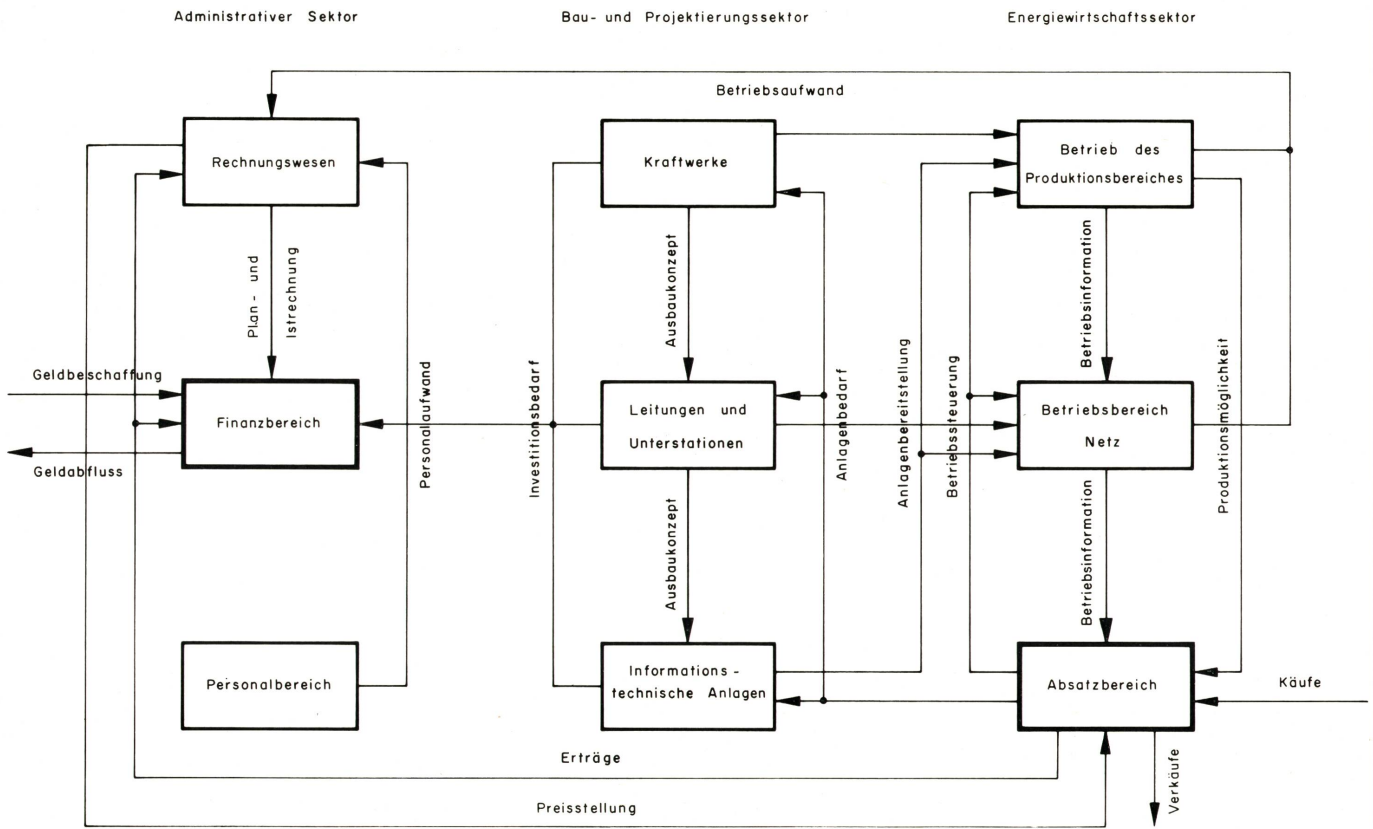 Administrativer Sektor
Bau- und Projektierungssektor
Energiewirtschaftssektor
Betriebsaufwand
Rechnungswesen
Kraftwerke
Betrieb des
Produktionsbereiches
Plan- und
Istrechnung
Ausbaukonzept
Betriebsinformation
Geldbeschaffung
Finanzbereich
Geldabfluss
Personalaufwand
Investitionsbedarf
Leitungen und
Unterstationen
Anlagenbedarf
Anlagenbereitstellung
Betriebssteuerung
Betriebsbereich
Netz
Produktionsmöglichkeit
Ausbaukonzept
Betriebsinformation
Personalbereich
Informations-
technische Anlagen
Absatzbereich
Käufe
Erträge
Verkäufe
Preisstellung